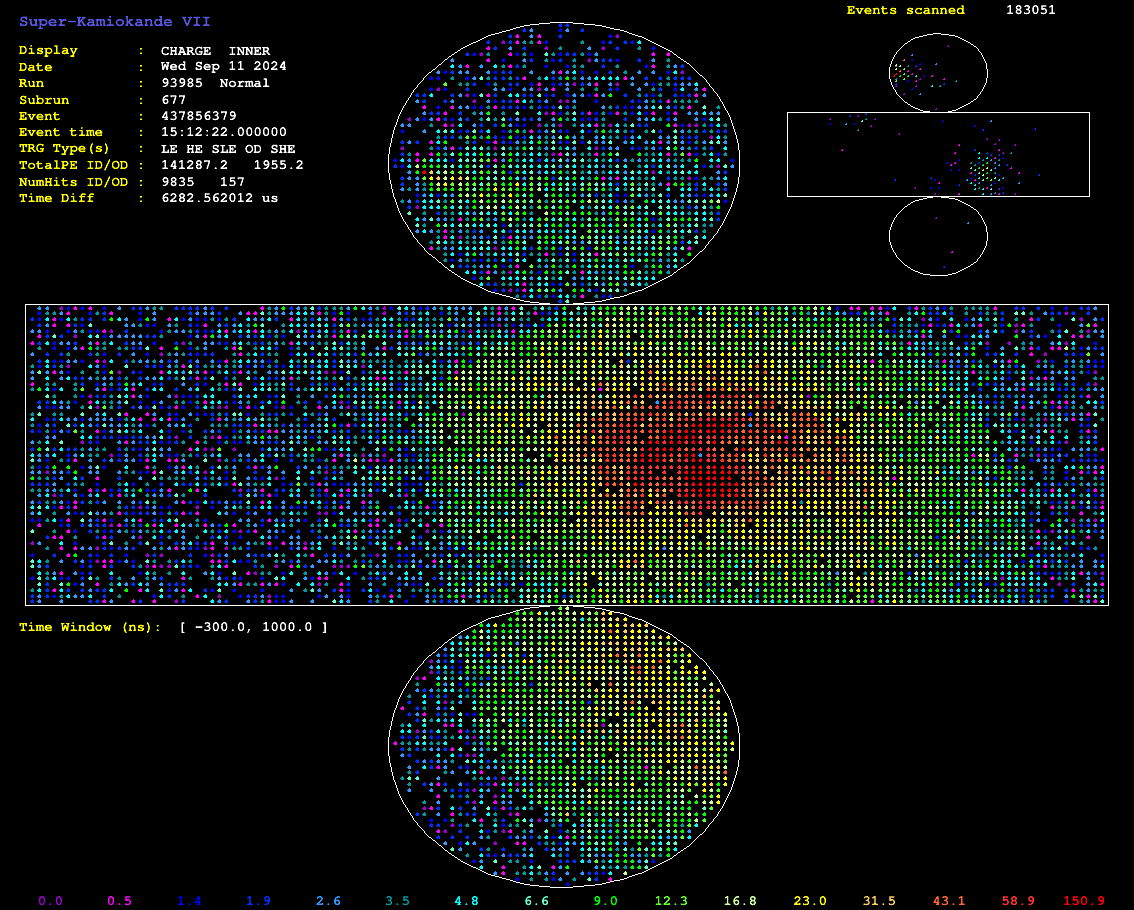 Super-Kamiokande VII
Events scanned 183051
Display : CHARGE INNER
Date : Wed Sep 11 2024
Run : 93985 Normal
Subrun : 677
Event : 437856379
Event time : 15:12:22.000000
TRG Type(s) : LE HE SLE OD SHE
TotalPE ID/OD : 141287.2 1955.2
NumHits ID/OD : 9835 157
Time Diff : 6282.562012 us
Time Window (ns): [ -300.0, 1000.0 ]
0.0 0.5 1.4 1.9 2.6 3.5 4.8 6.6 9.0 12.3 16.8 23.0 31.5 43.1 58.9 150.9